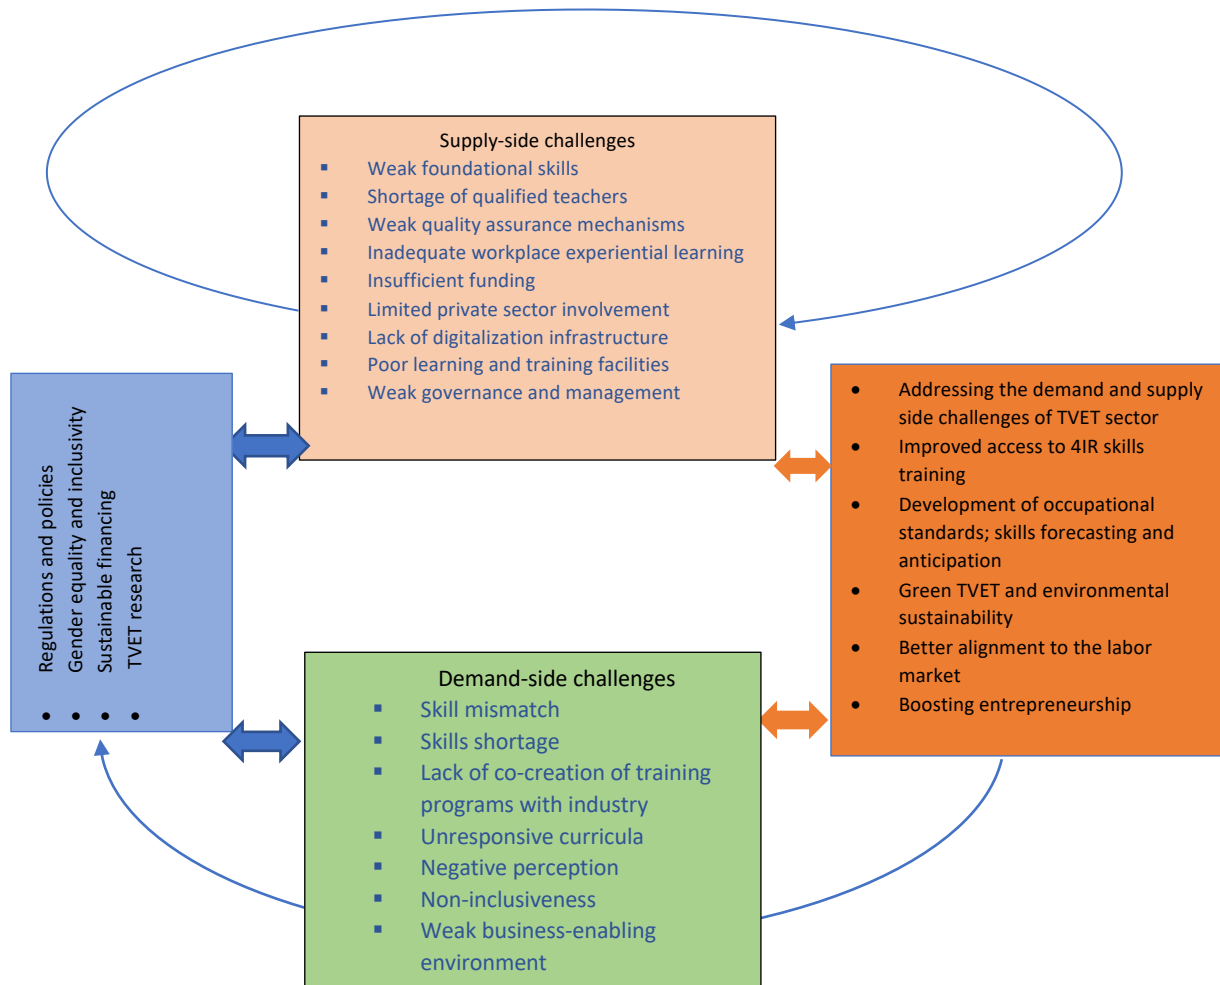 Supply-side challenges
▪ Weak foundational skills
▪ Shortage of qualified teachers
▪ Weak quality assurance mechanisms
▪ Inadequate workplace experiential learning
▪ Insufficient funding
▪ Limited private sector involvement
▪ Lack of digitalization infrastructure
▪ Poor learning and training facilities
▪ Weak governance and management
• Regulations and policies
• Gender equality and inclusivity
• Sustainable financing
• TVET research
• Addressing the demand and supply
side challenges of TVET sector
• Improved access to 4IR skills
training
• Development of occupational
standards; skills forecasting and
anticipation
• Green TVET and environmental
sustainability
• Better alignment to the labor
market
• Boosting entrepreneurship
Demand-side challenges
▪ Skill mismatch
▪ Skills shortage
▪ Lack of co-creation of training
programs with industry
▪ Unresponsive curricula
▪ Negative perception
▪ Non-inclusiveness
▪ Weak business-enabling
environment